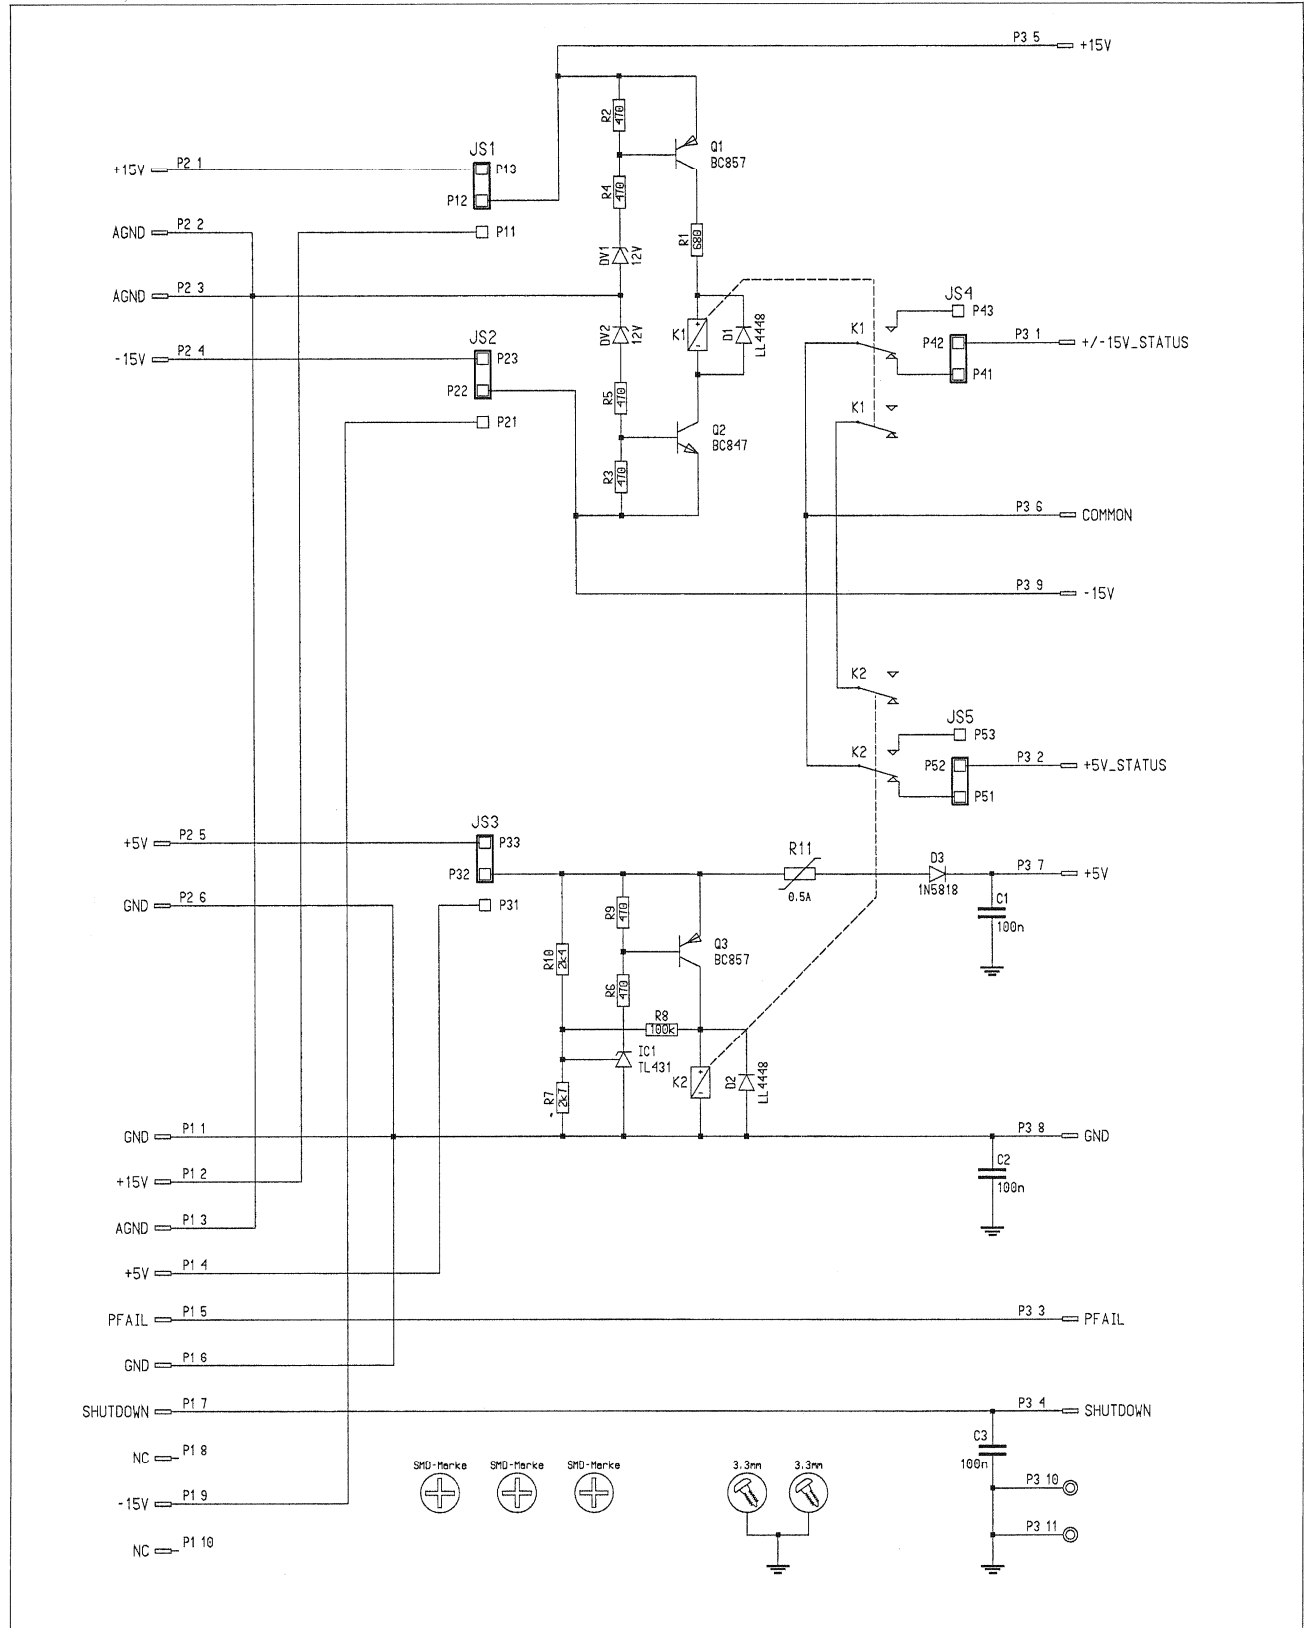 P3 5 +15V
R2 470
Q1
BC857
JS1
+15V P2 1 P13
P12
R4 470
AGND P2 2 P11
R1 680
DV1 12V
AGND P2 3
JS4
P43
K1
DV2 12V
K1
D1 LL4448
JS2
-15V P2 4 P23
P22
P42 P3 1 +/-15V_STATUS
P41
R5 470
K1
P21
Q2
BC847
R3 470
P3 6 COMMON
P3 9 -15V
K2
JS5
P53
K2
P52 P3 2 +5V_STATUS
P51
JS3
+5V P2 5 P33
P32
R11
0.5A
D3
1N5818
P3 7 +5V
GND P2 6 P31
R9 470
C1
100n
Q3
BC857
R10 2k4
R6 470
R8
100k
IC1
TL431
K2
D2 LL4448
R7 2k7
GND P1 1 P3 8 GND
C2
100n
+15V P1 2
AGND P1 3
+5V P1 4
PFAIL P1 5 P3 3 PFAIL
GND P1 6
SHUTDOWN P1 7 P3 4 SHUTDOWN
C3
100n
NC P1 8
SMD-Marke SMD-Marke SMD-Marke 3.3mm 3.3mm
P3 10
-15V P1 9
P3 11
NC P1 10